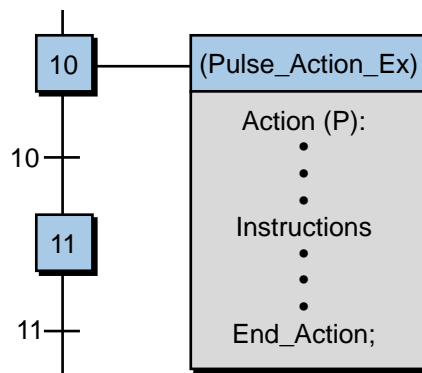 10
(Pulse_Action_Ex)
Action (P):
10
Instructions
11
11
End_Action;